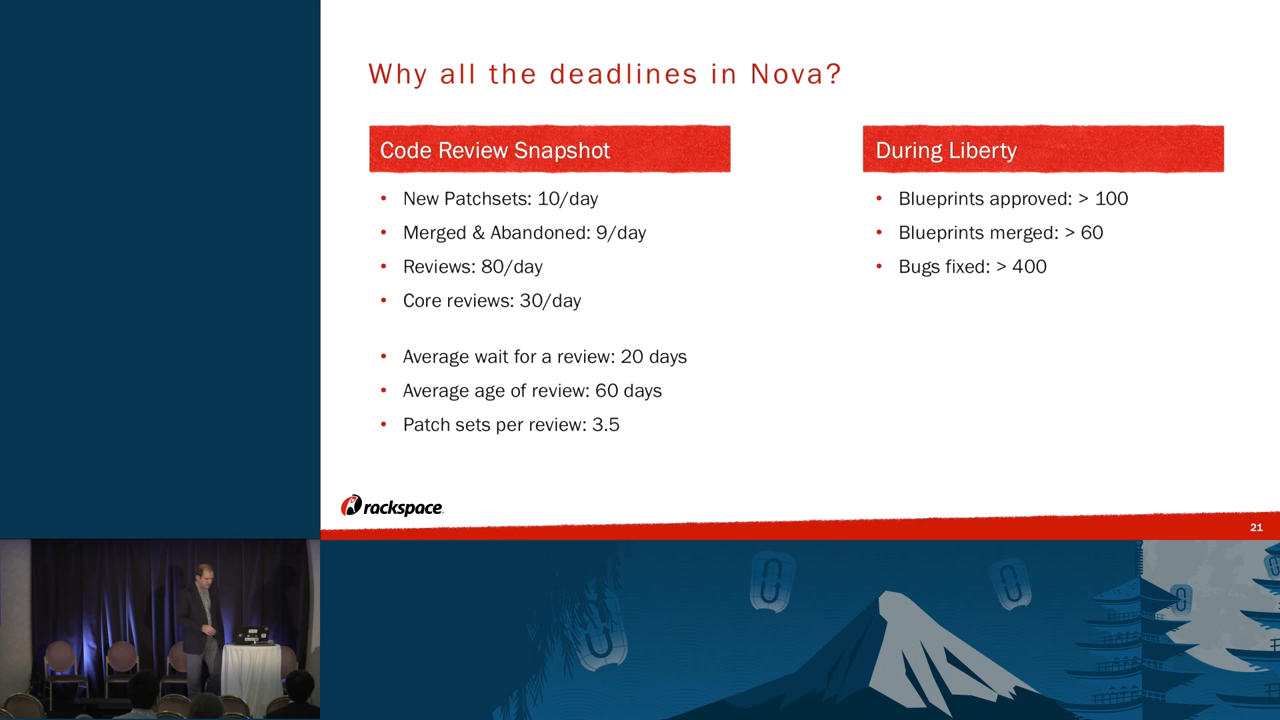 Why all the deadlines in Nova?
Code Review Snapshot
• New Patchsets: 10/day
• Merged & Abandoned: 9/day
• Reviews: 80/day
• Core reviews: 30/day
• Average wait for a review: 20 days
• Average age of review: 60 days
• Patch sets per review: 3.5
During Liberty
• Blueprints approved: > 100
• Blueprints merged: > 60
• Bugs fixed: > 400
rackspace
21